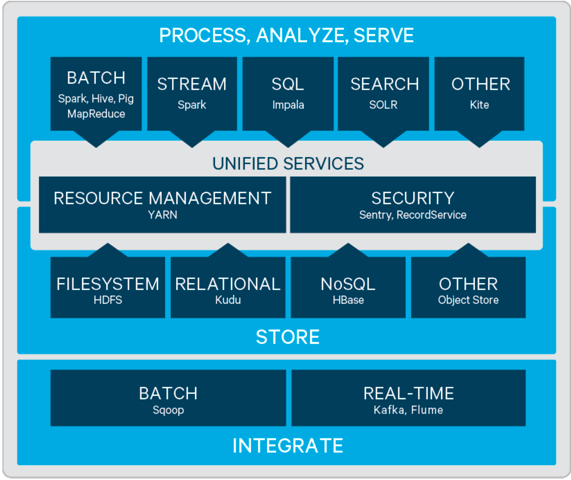 PROCESS, ANALYZE, SERVE
BATCH
Spark, Hive, Pig
MapReduce
STREAM
Spark
SQL
Impala
SEARCH
SOLR
OTHER
Kite
UNIFIED SERVICES
RESOURCE MANAGEMENT
YARN
SECURITY
Sentry, RecordService
FILESYSTEM
HDFS
RELATIONAL
Kudu
NoSQL
HBase
OTHER
Object Store
STORE
BATCH
Sqoop
REAL-TIME
Kafka, Flume
INTEGRATE